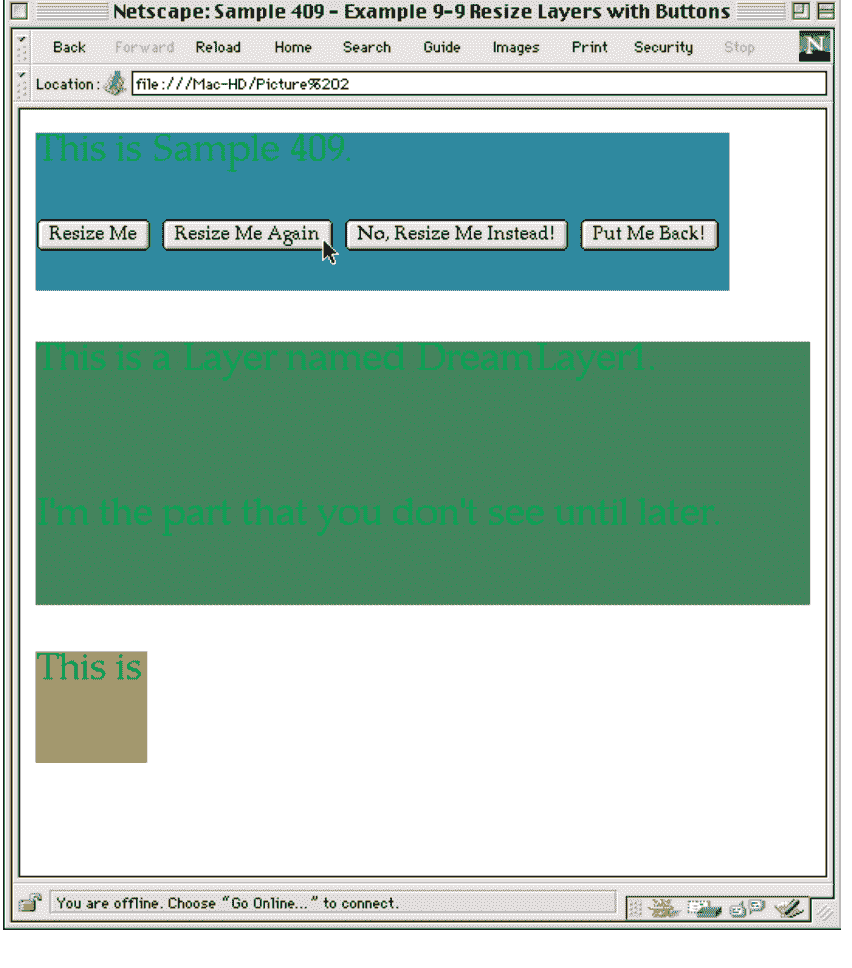 Netscape: Sample 409 - Example 9-9 Resize Layers with Buttons
Back Forward Reload Home Search Guide Images Print Security Stop N
Location: file:///Mac-HD/Picture%202
This is Sample 409.
Resize Me Resize Me Again No, Resize Me Instead! Put Me Back!
This is a Layer named DreamLayer1.
I'm the part that you don't see until later.
This is
You are offline. Choose "Go Online..." to connect.